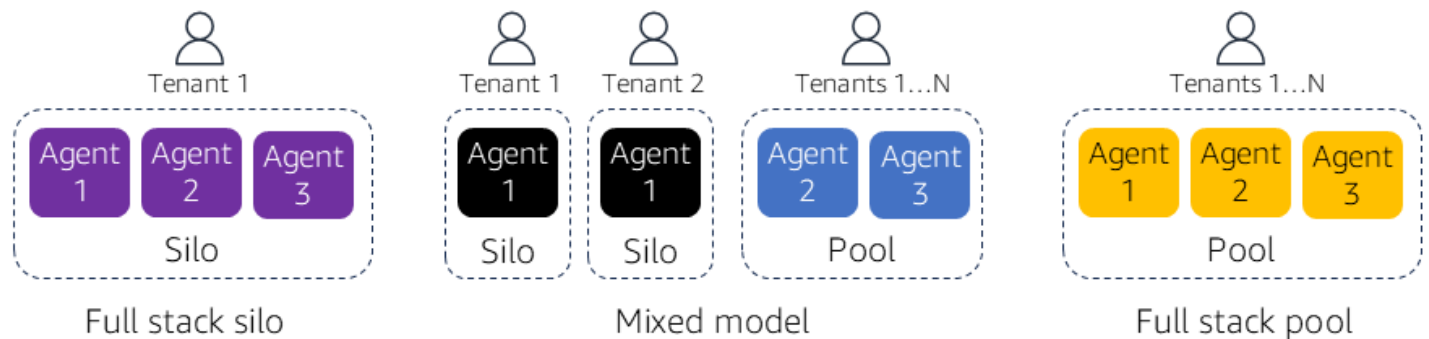 Tenant 1
Agent
1
Agent
2
Agent
3
Silo
Full stack silo
Tenant 1
Agent
1
Silo
Tenant 2
Agent
1
Silo
Tenants 1...N
Agent
2
Agent
3
Pool
Mixed model
Tenants 1...N
Agent
1
Agent
2
Agent
3
Pool
Full stack pool